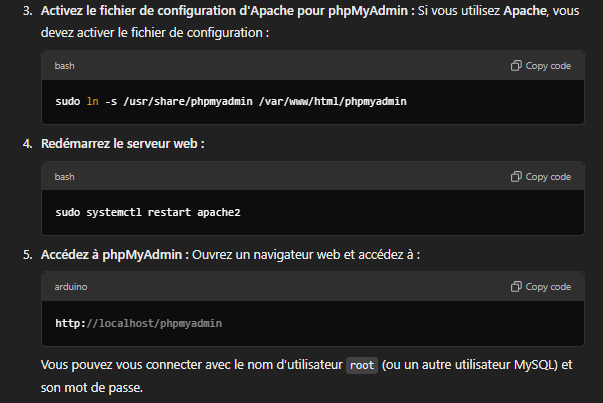 3. Activez le fichier de configuration d'Apache pour phpMyAdmin : Si vous utilisez Apache, vous
devez activer le fichier de configuration :
bash
Copy code
sudo ln -s /usr/share/phpmyadmin /var/www/html/phpmyadmin
4. Redémarrez le serveur web :
bash
Copy code
sudo systemctl restart apache2
5. Accédez à phpMyAdmin : Ouvrez un navigateur web et accédez à :
arduino
Copy code
http://localhost/phpmyadmin
Vous pouvez vous connecter avec le nom d'utilisateur root (ou un autre utilisateur MySQL) et
son mot de passe.